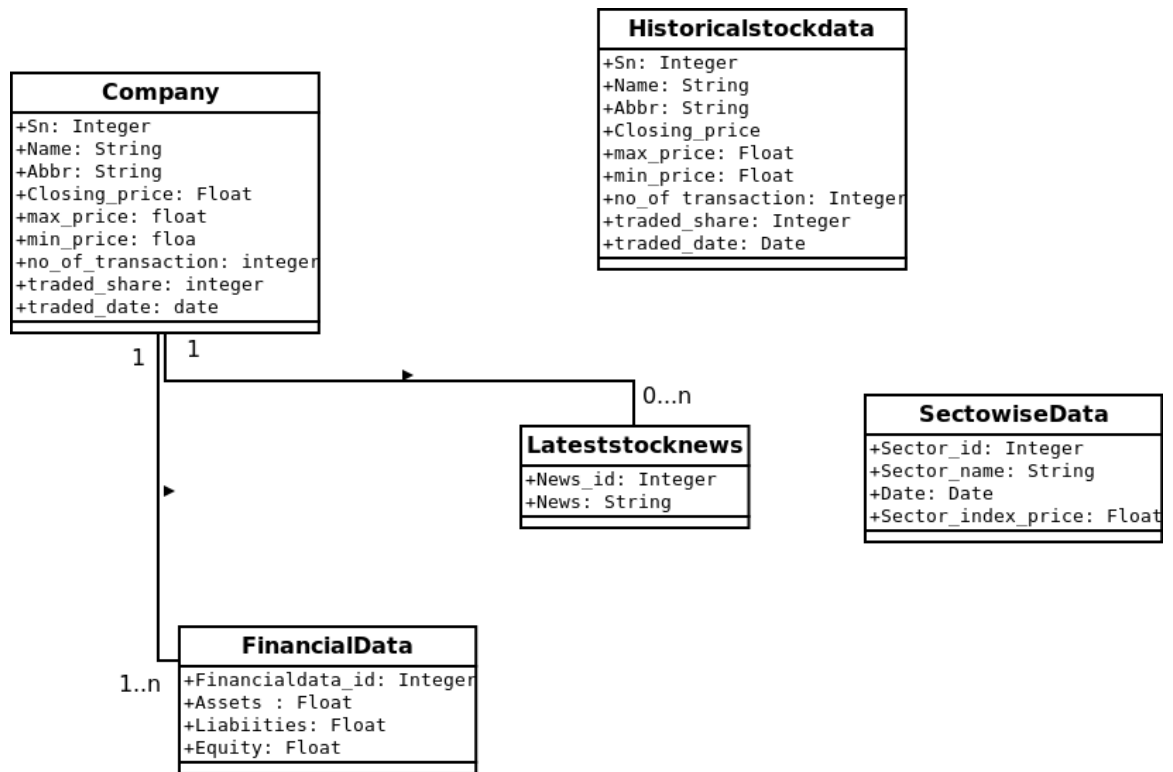 Historicalstockdata
+Sn: Integer
+Name: String
+Abbr: String
+Closing_price
+max_price: Float
+min_price: Float
+no_of transaction: Integer
+traded_share: Integer
+traded_date: Date
Company
+Sn: Integer
+Name: String
+Abbr: String
+Closing_price: Float
+max_price: float
+min_price: floa
+no_of_transaction: integer
+traded_share: integer
+traded_date: date
1
1
0...n
Lateststocknews
+News_id: Integer
+News: String
SectowiseData
+Sector_id: Integer
+Sector_name: String
+Date: Date
+Sector_index_price: Float
1..n
FinancialData
+Financialdata_id: Integer
+Assets : Float
+Liabiities: Float
+Equity: Float